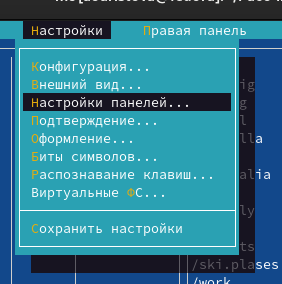 Настройки Правая панель
Конфигурация...
Внешний вид...
Настройки панелей...
Подтверждение...
Оформление...
Биты символов...
Распознавание клавиш...
Виртуальные ФС...
Сохранить настройки
/ski.plases
/work